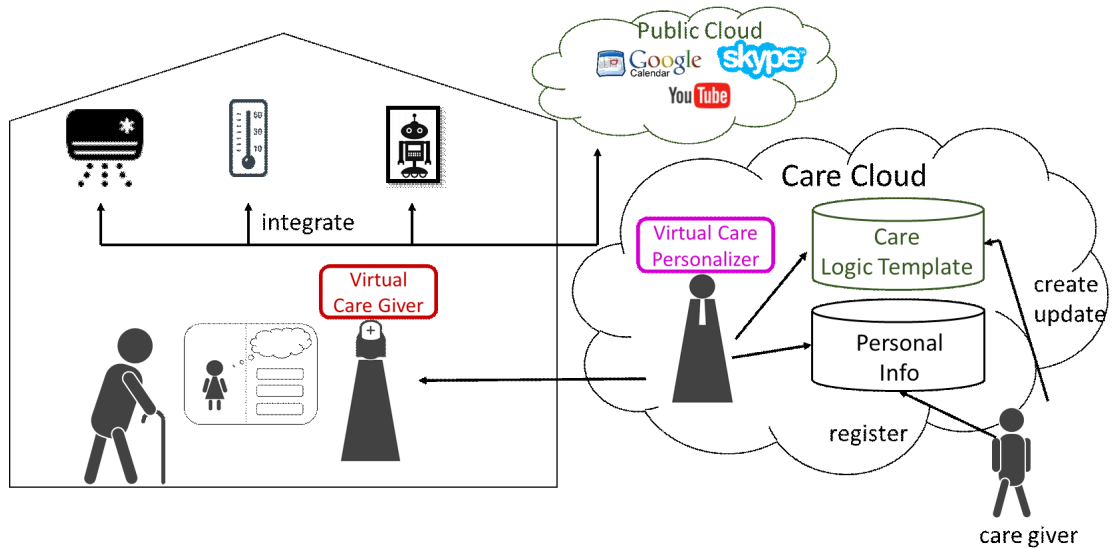 Public Cloud
Google
Calendar
skype™
YouTube
50
30
10
integrate
Care Cloud
Virtual Care
Personalizer
Care
Logic Template
create
update
Virtual
Care Giver
Personal
Info
register
care giver